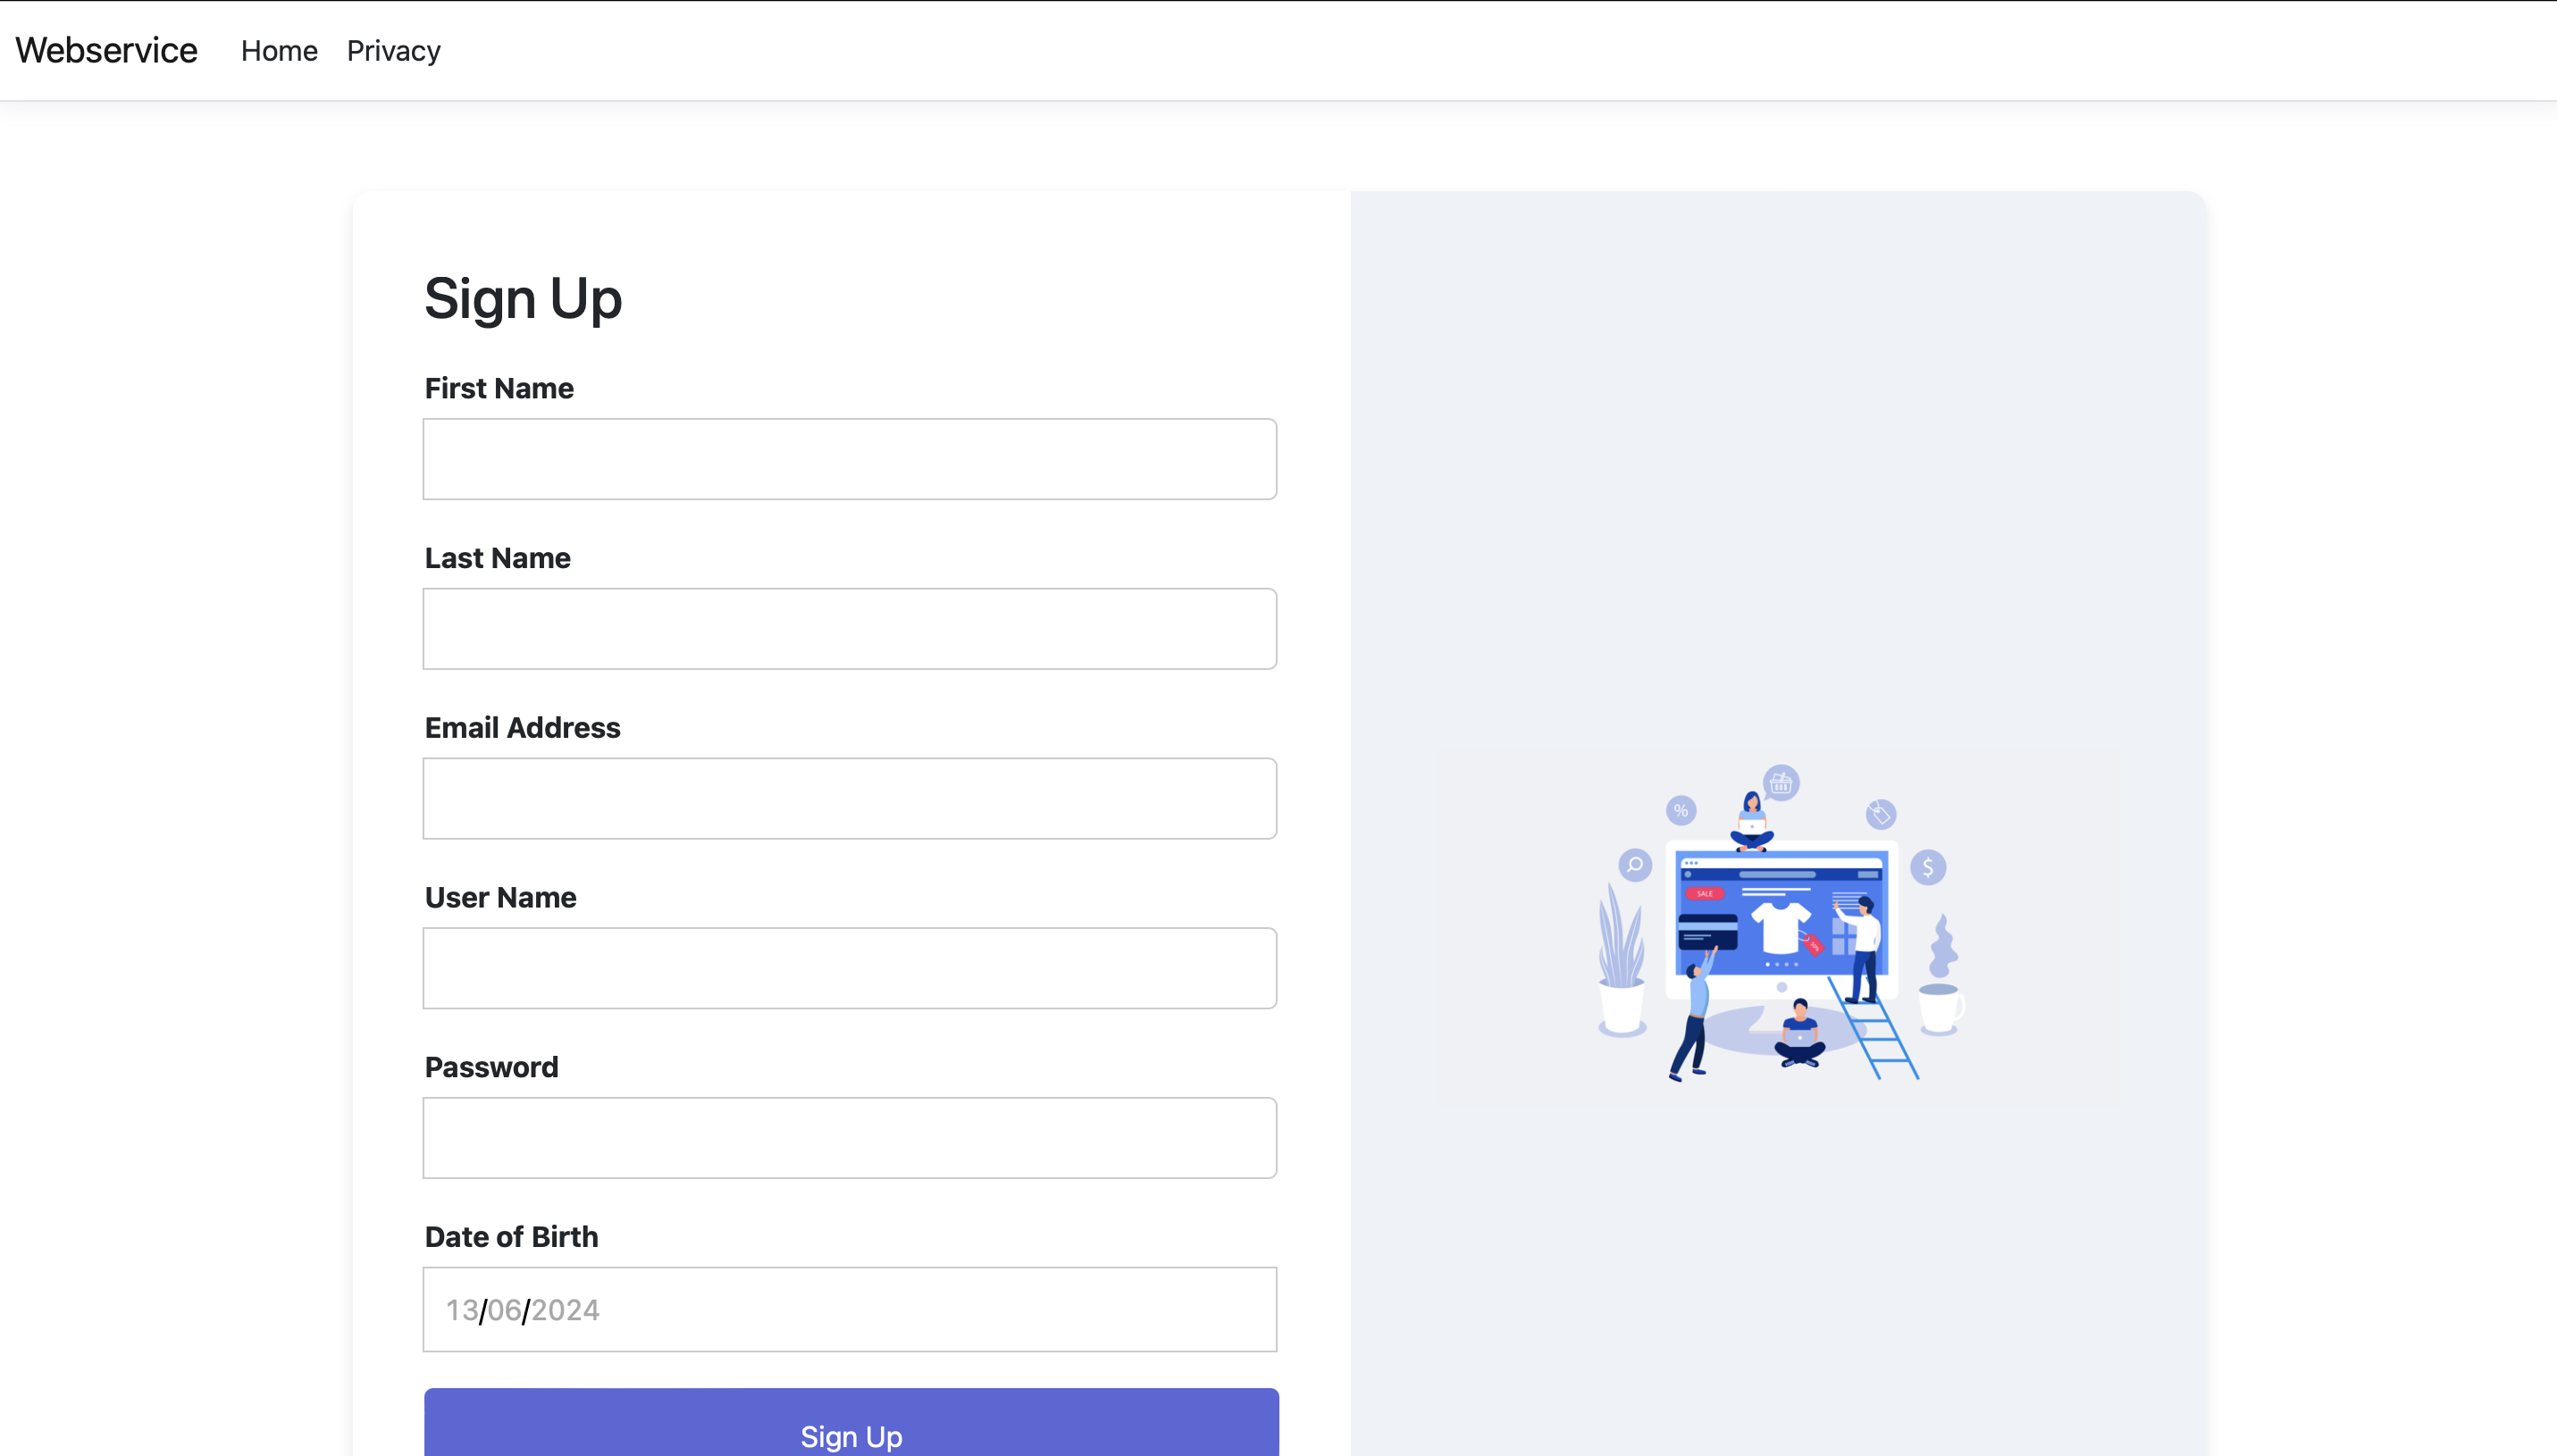 Webservice Home Privacy
Sign Up
First Name
Last Name
Email Address
User Name
Password
Date of Birth
13/06/2024
Sign Up
%
$
SALE